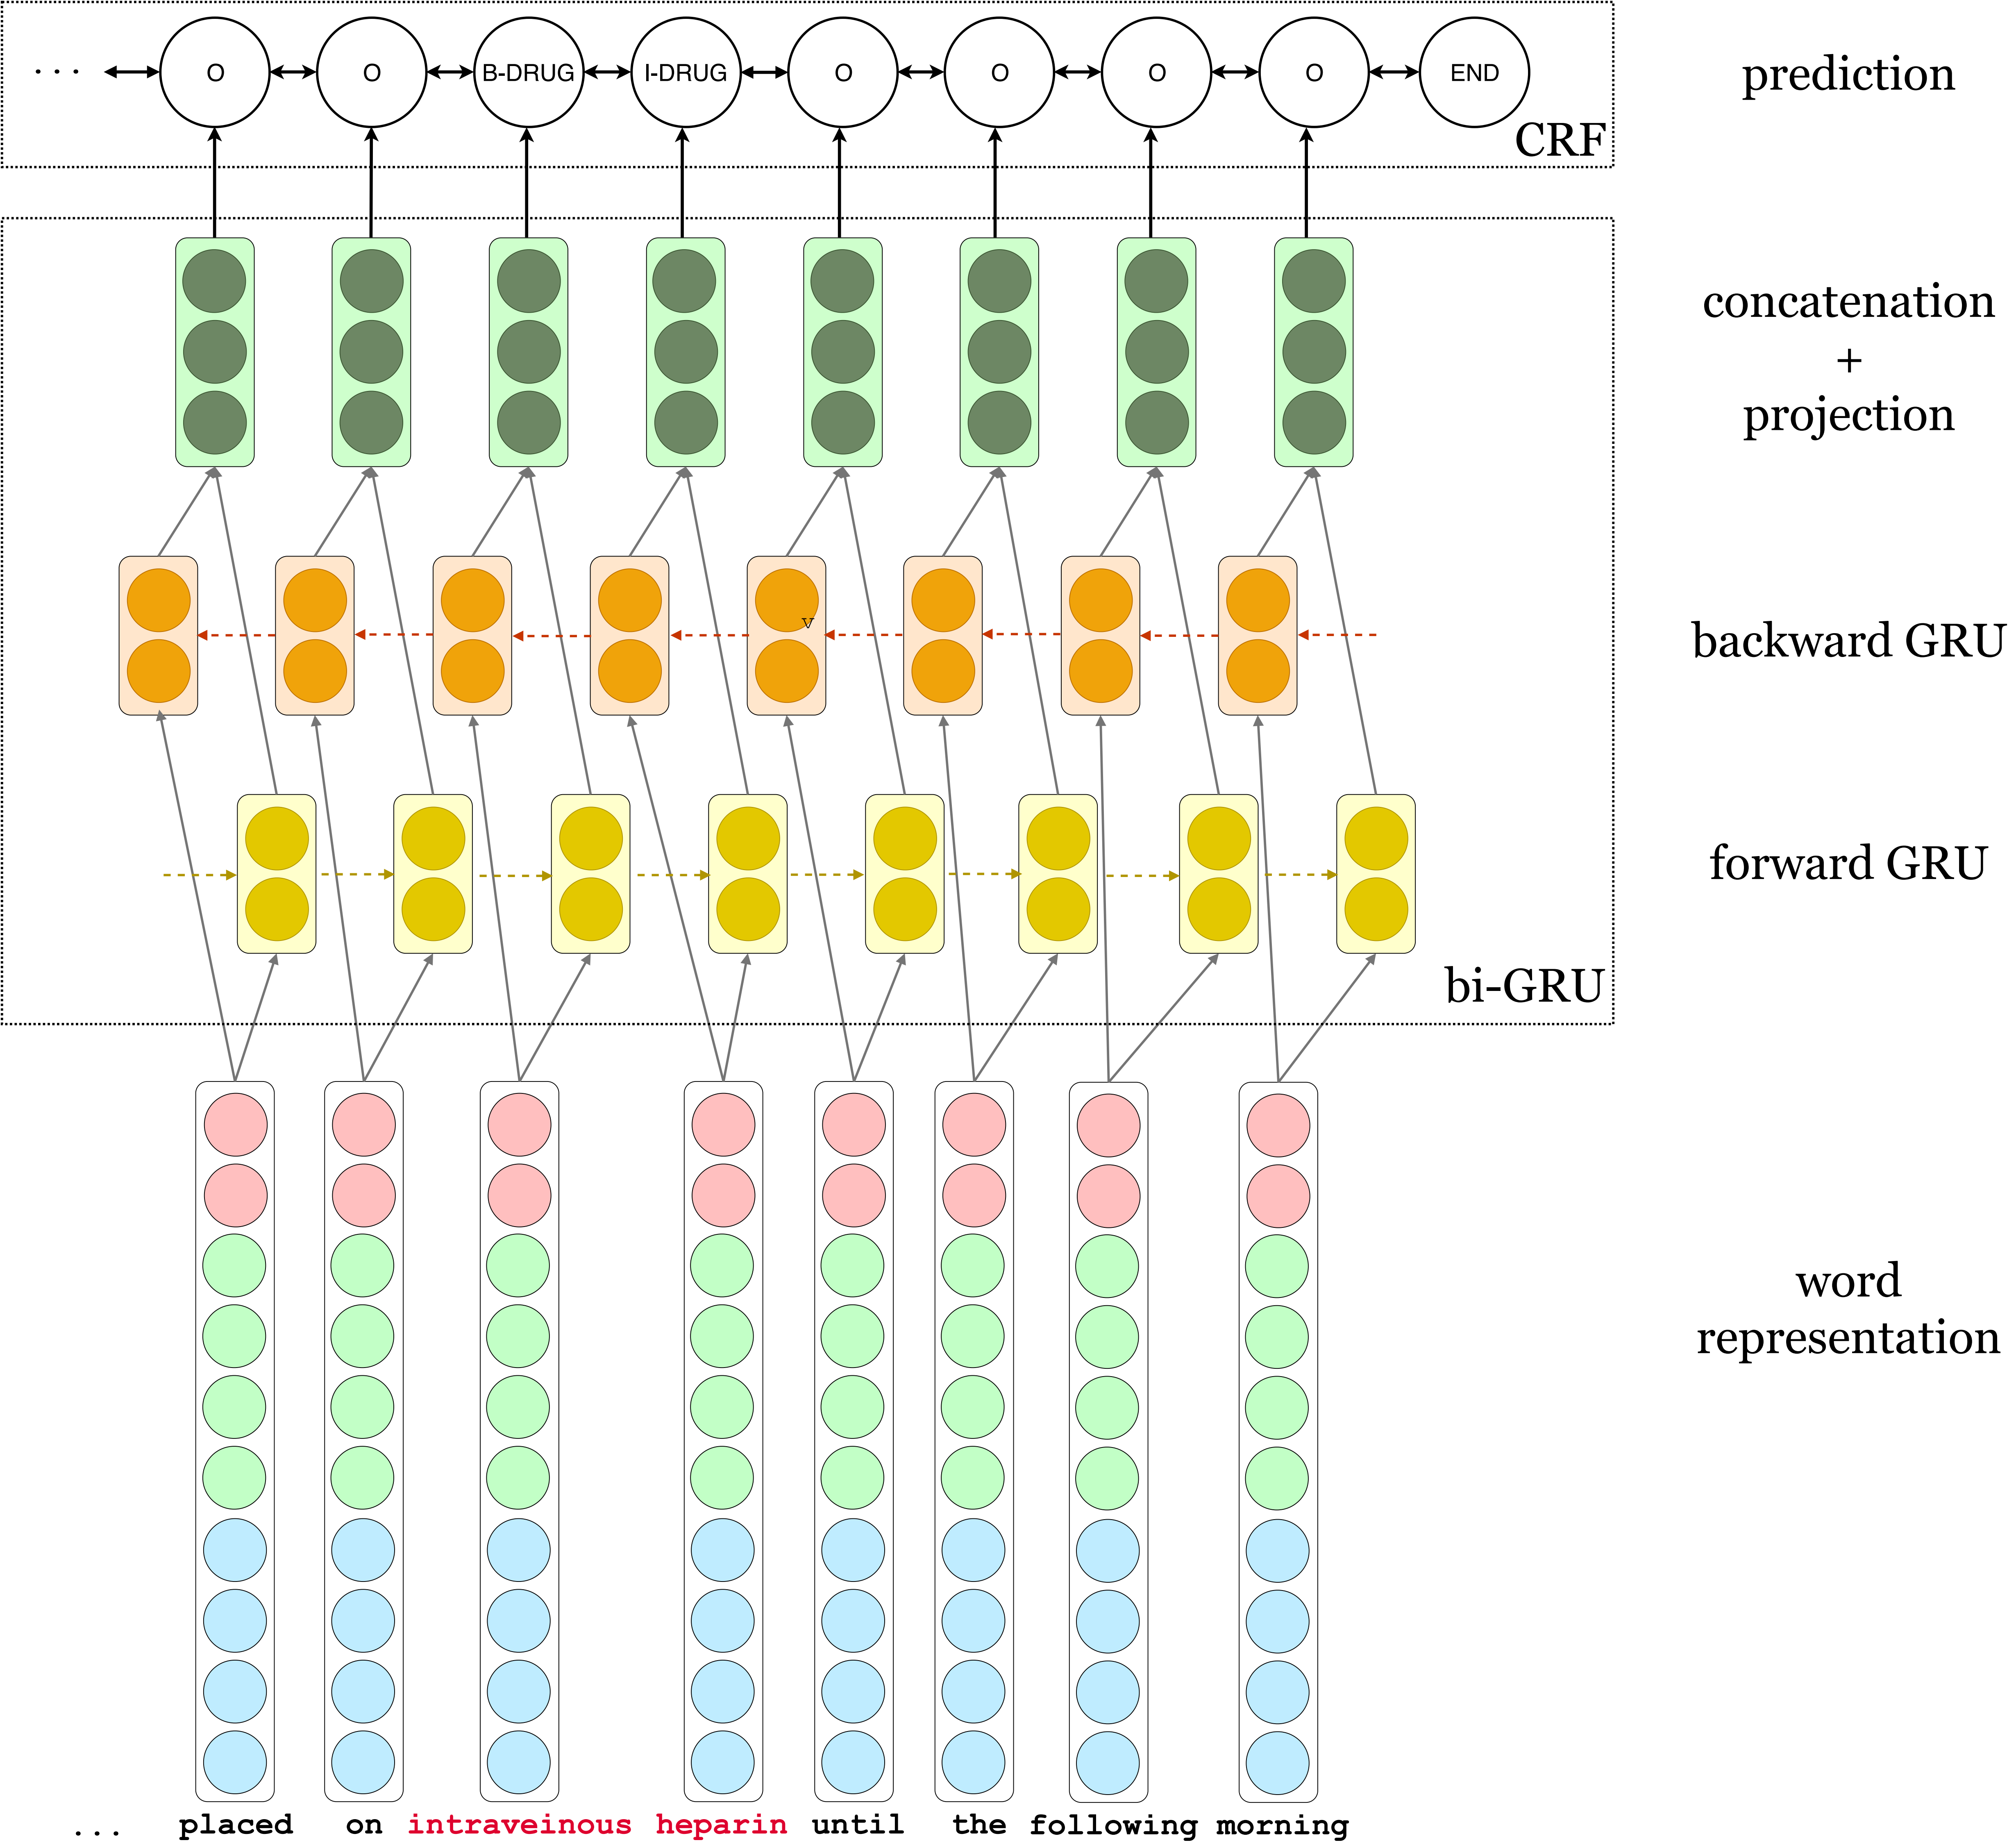 . . . O O B-DRUG I-DRUG O O O O END
prediction
CRF
concatenation
+
projection
v
backward GRU
forward GRU
bi-GRU
word
representation
. . . placed on intraveinous heparin until the following morning